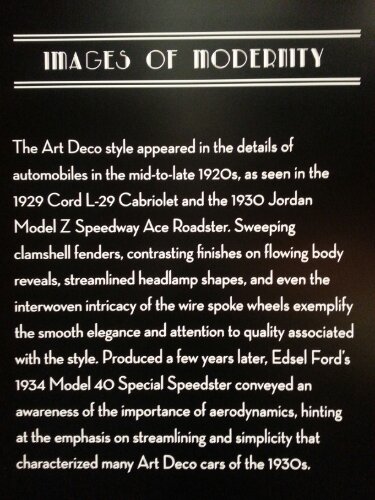 IMAGES OF MODERNITY
The Art Deco style appeared in the details of
automobiles in the mid-to-late 1920s, as seen in the
1929 Cord L-29 Cabriolet and the 1930 Jordan
Model Z Speedway Ace Roadster. Sweeping
clamshell fenders, contrasting finishes on flowing body
reveals, streamlined headlamp shapes, and even the
interwoven intricacy of the wire spoke wheels exemplify
the smooth elegance and attention to quality associated
with the style. Produced a few years later, Edsel Ford's
1934 Model 40 Special Speedster conveyed an
awareness of the importance of aerodynamics, hinting
at the emphasis on streamlining and simplicity that
characterized many Art Deco cars of the 1930s.